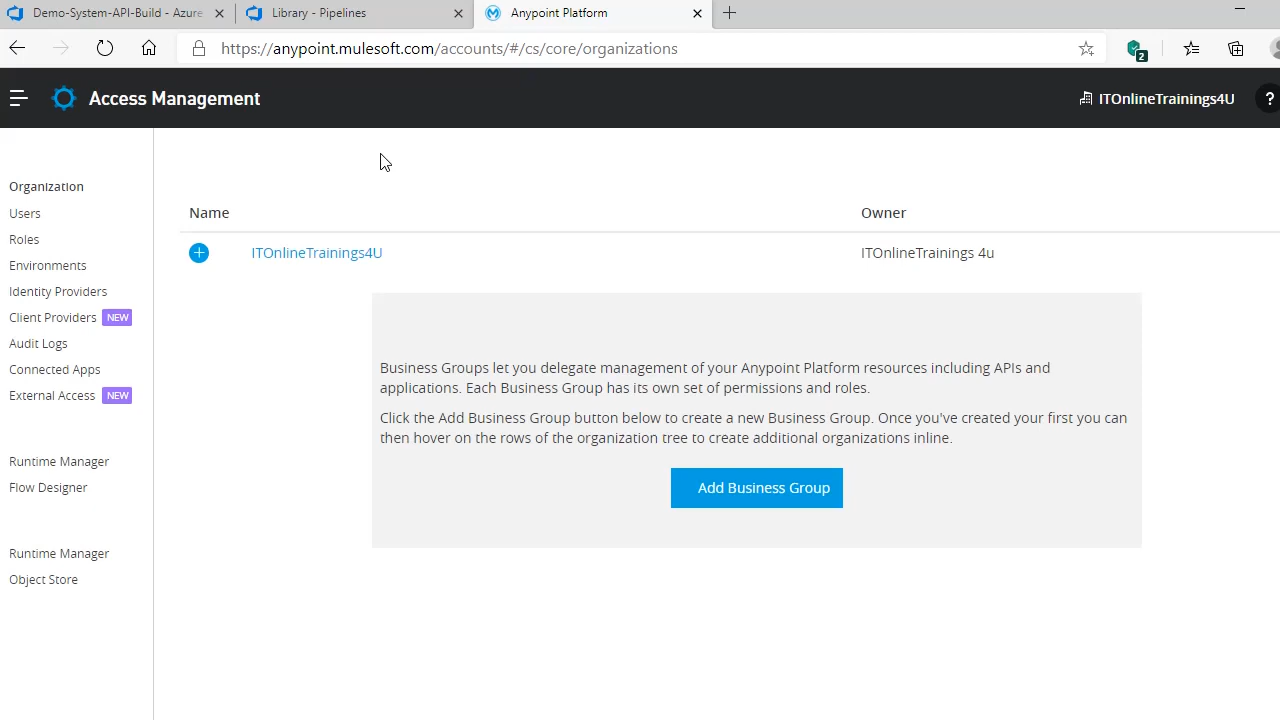 Demo-System-API-Build - Azure
Library - Pipelines
Anypoint Platform
https://anypoint.mulesoft.com/accounts/#/cs/core/organizations
2
Access Management
ITOnlineTrainings4U
?
Organization
Users
Roles
Environments
Identity Providers
Client Providers NEW
Audit Logs
Connected Apps
External Access NEW
Runtime Manager
Flow Designer
Runtime Manager
Object Store
Name
Owner
ITOnlineTrainings4U
ITOnlineTrainings 4u
Business Groups let you delegate management of your Anypoint Platform resources including APIs and
applications. Each Business Group has its own set of permissions and roles.
Click the Add Business Group button below to create a new Business Group. Once you've created your first you can
then hover on the rows of the organization tree to create additional organizations inline.
Add Business Group